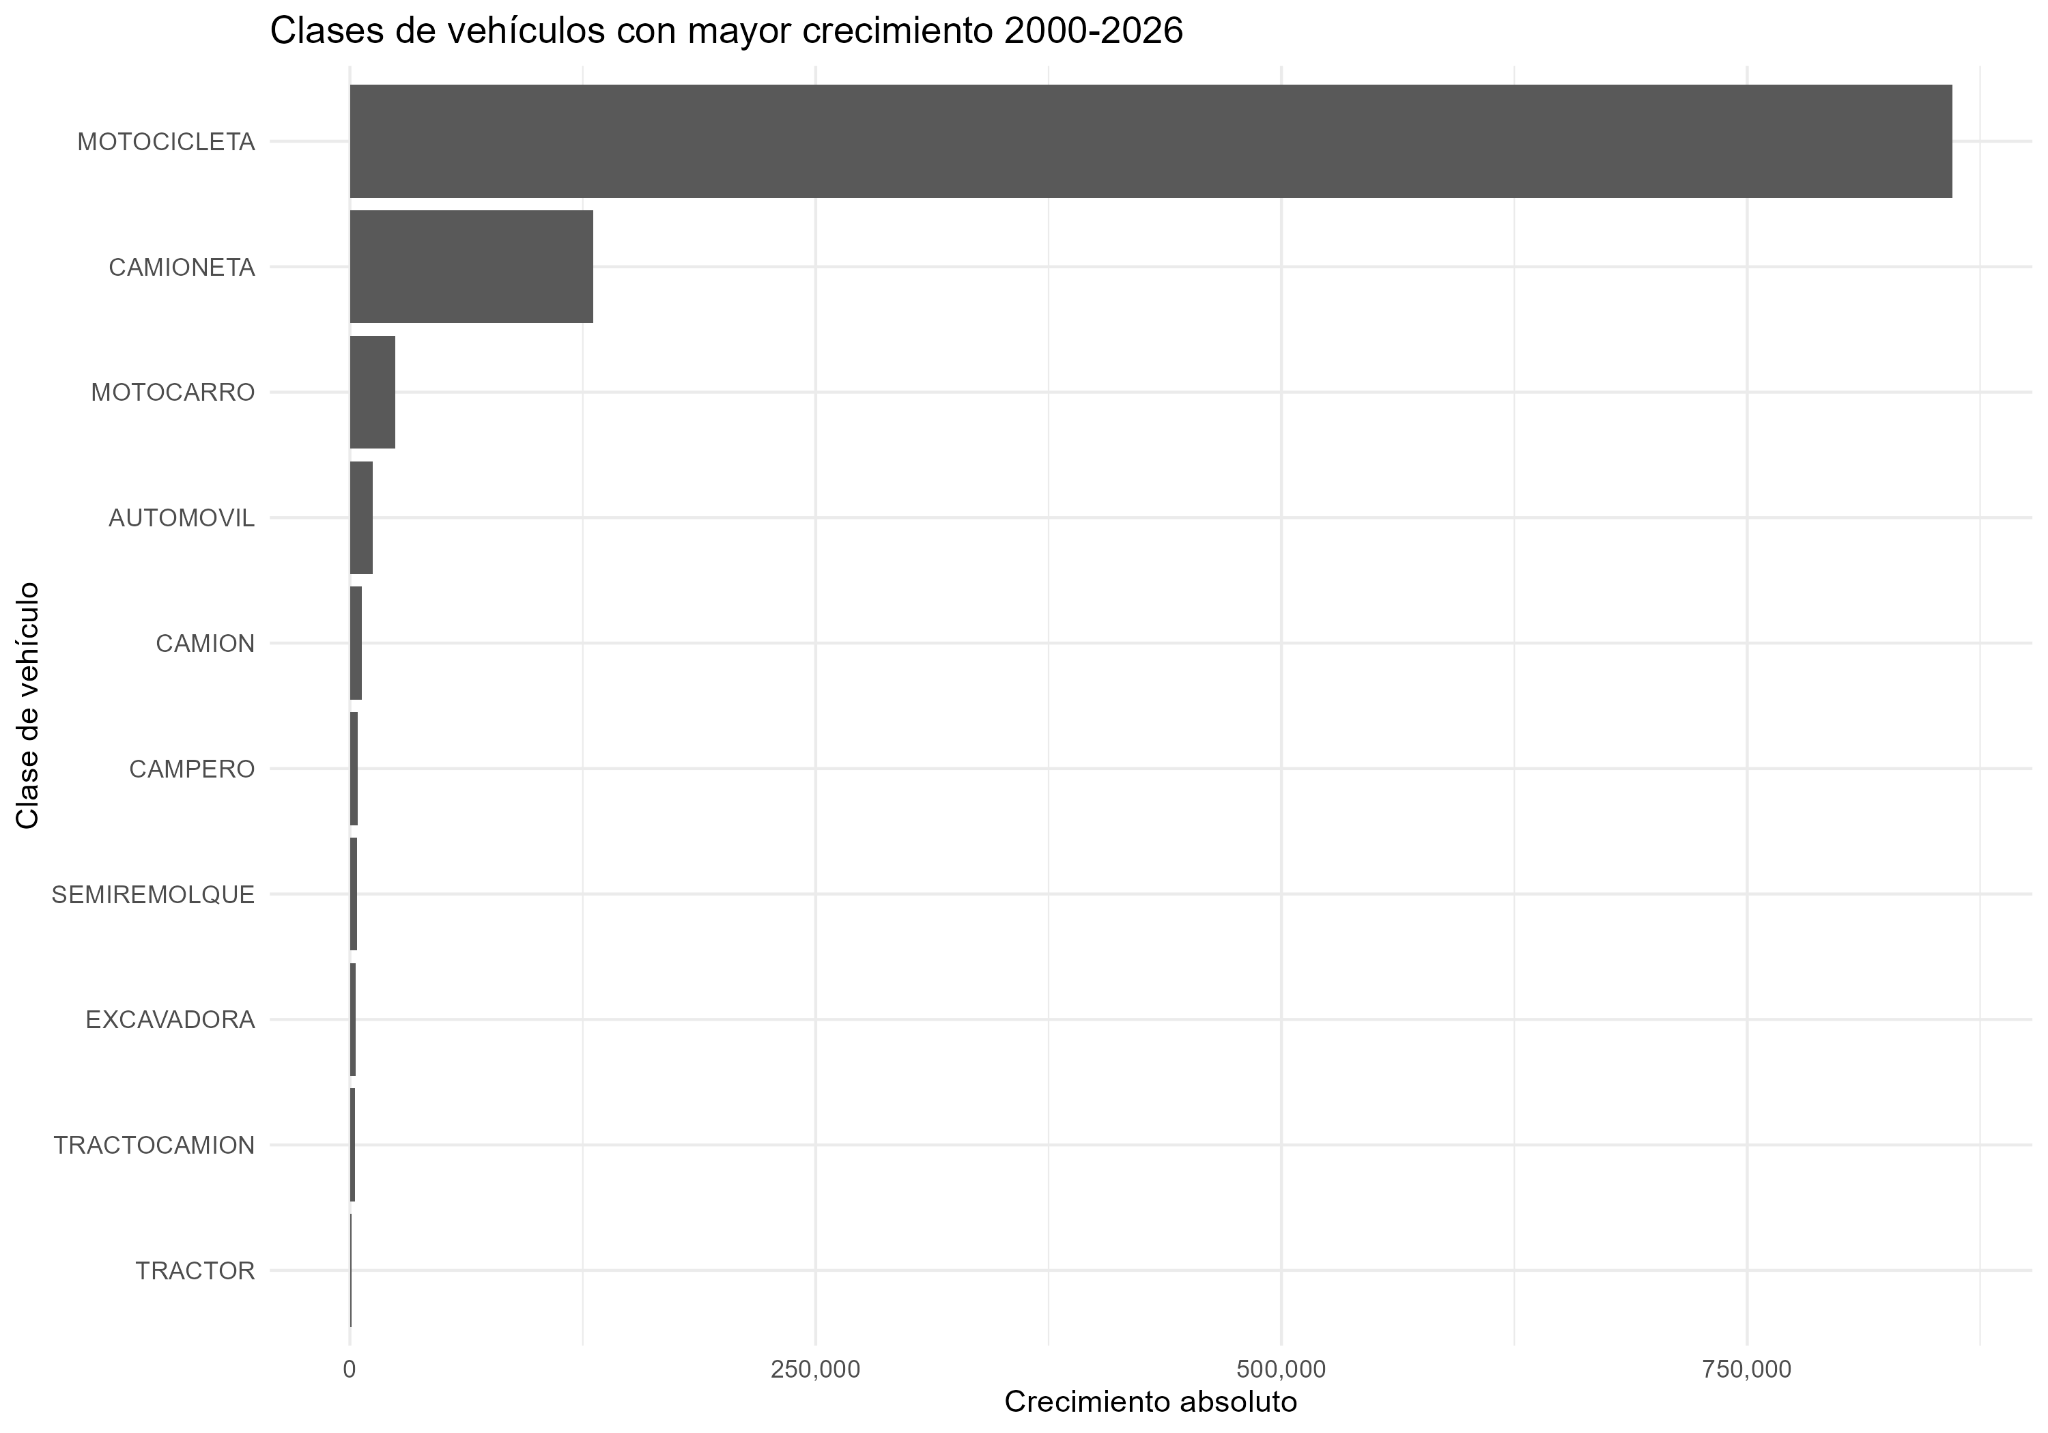 Clases de vehículos con mayor crecimiento 2000-2026
MOTOCICLETA
CAMIONETA
MOTOCARRO
AUTOMOVIL
CAMION
CAMPERO
SEMIREMOLQUE
EXCAVADORA
TRACTOCAMION
TRACTOR
Clase de vehículo
0
250,000
500,000
750,000
Crecimiento absoluto